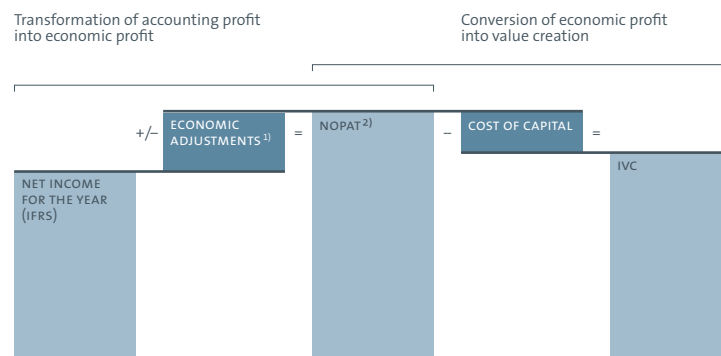 Transformation of accounting profit
into economic profit
Conversion of economic profit
into value creation
+/–
ECONOMIC
ADJUSTMENTS 1)
=
NOPAT 2)
–
COST OF CAPITAL
=
IVC
NET INCOME
FOR THE YEAR
(IFRS)